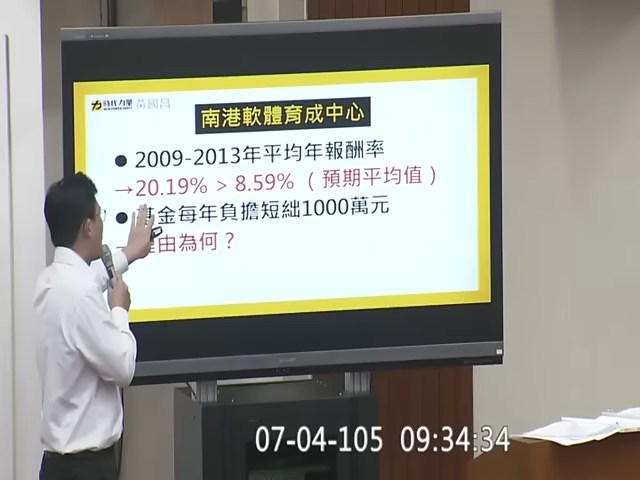 時代力量 黃國昌
南港軟體育成中心
● 2009-2013年平均年報酬率
→20.19% > 8.59% (預期平均值)
● 基金每年負擔短絀1000萬元
理由為何?
07-04-105 09:34:34